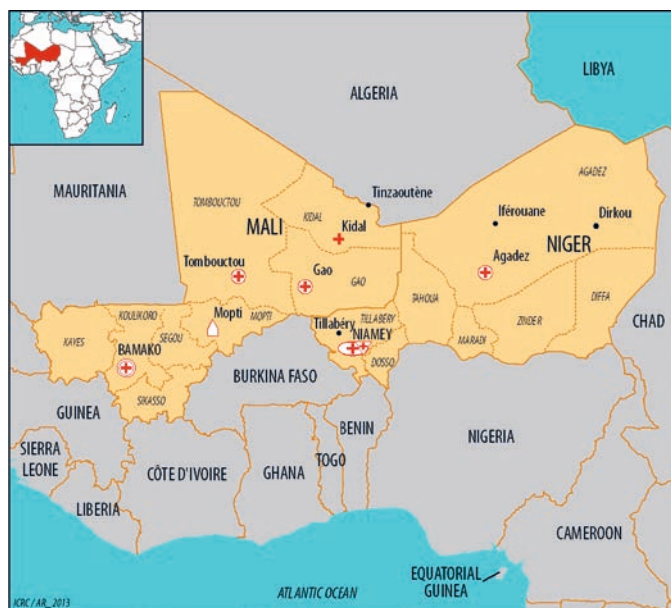 LIBYA
ALGERIA
AGADEZ
MAURITANIA
TOMBOUCTOU
Tinzaoutène
KIDAL
Iférouane
Dirkou
MALI
Kidal
NIGER
Tombouctou
Gao
GAO
Agadez
TAHOUA
DIFFA
KOULIKORO
Mopti
MOPTI
Tillabéry
TILLABÉRY
ZINDER
CHAD
KAYES
SEGOU
NIAMEY
MARADI
BAMAKO
DOSSO
BURKINA FASO
SIKASSO
GUINEA
BENIN
NIGERIA
SIERRA
LEONE
CÔTE D'IVOIRE
GHANA
TOGO
LIBERIA
CAMEROON
EQUATORIAL
GUINEA
ATLANTIC OCEAN
ICRC / AR_2013